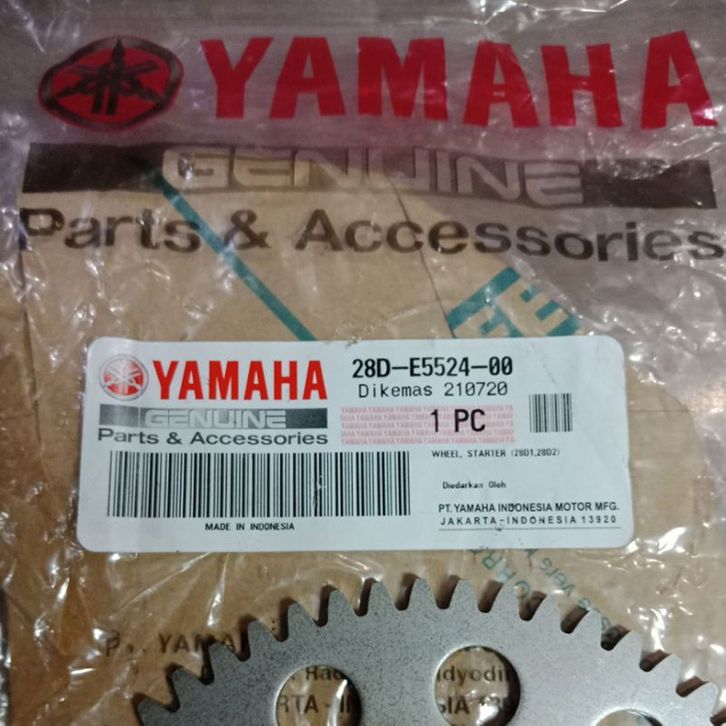 YAMAHA
GENUINE
Parts & Accessories
YAMAHA
GENUINE
Parts & Accessories
MADE IN INDONESIA
28D-E5524-00
Dikemas 210720
1 PC
WHEEL, STARTER (28D1,28D2)
Diedarkan Oleh
PT. YAMAHA INDONESIA MOTOR MFG.
JAKARTA-INDONESIA 13920
YAMAHA